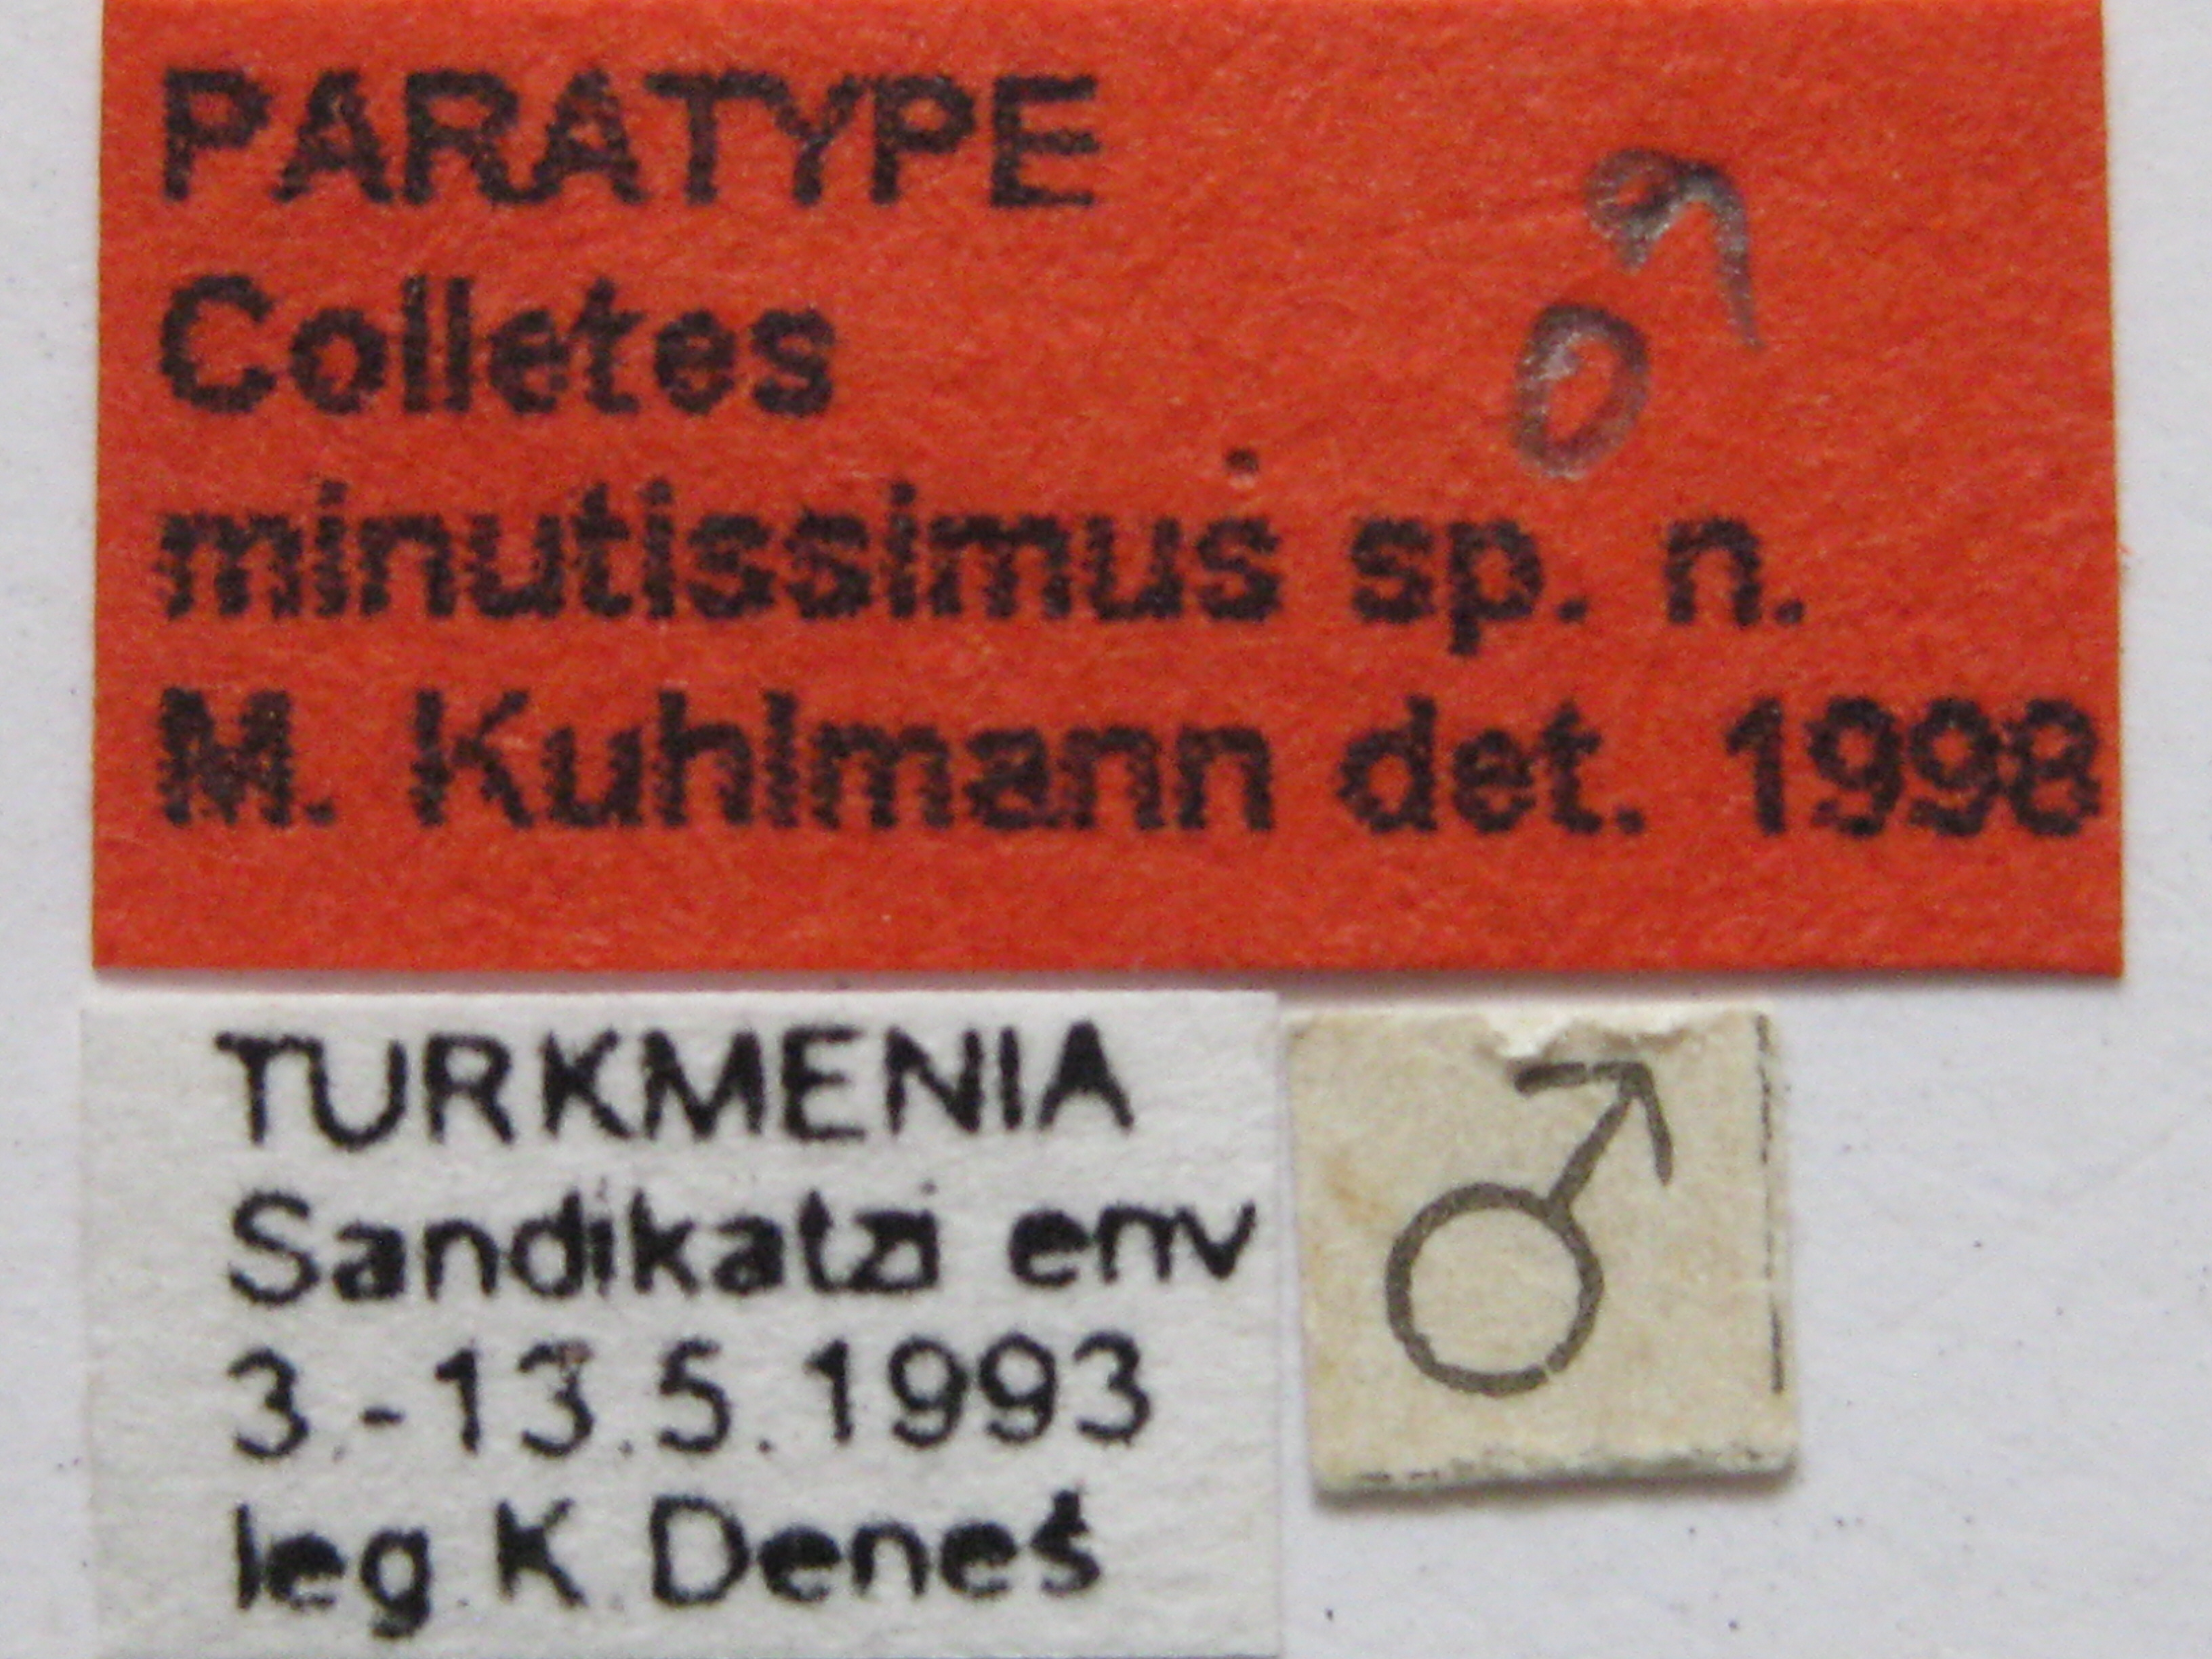 PARATYPE
♂
Colletes
minutissimus sp. n.
M. Kuhlmann det. 1998
TURKMENIA
Sandikatzi env
3.-13.5.1993
leg K. Deneš
♂